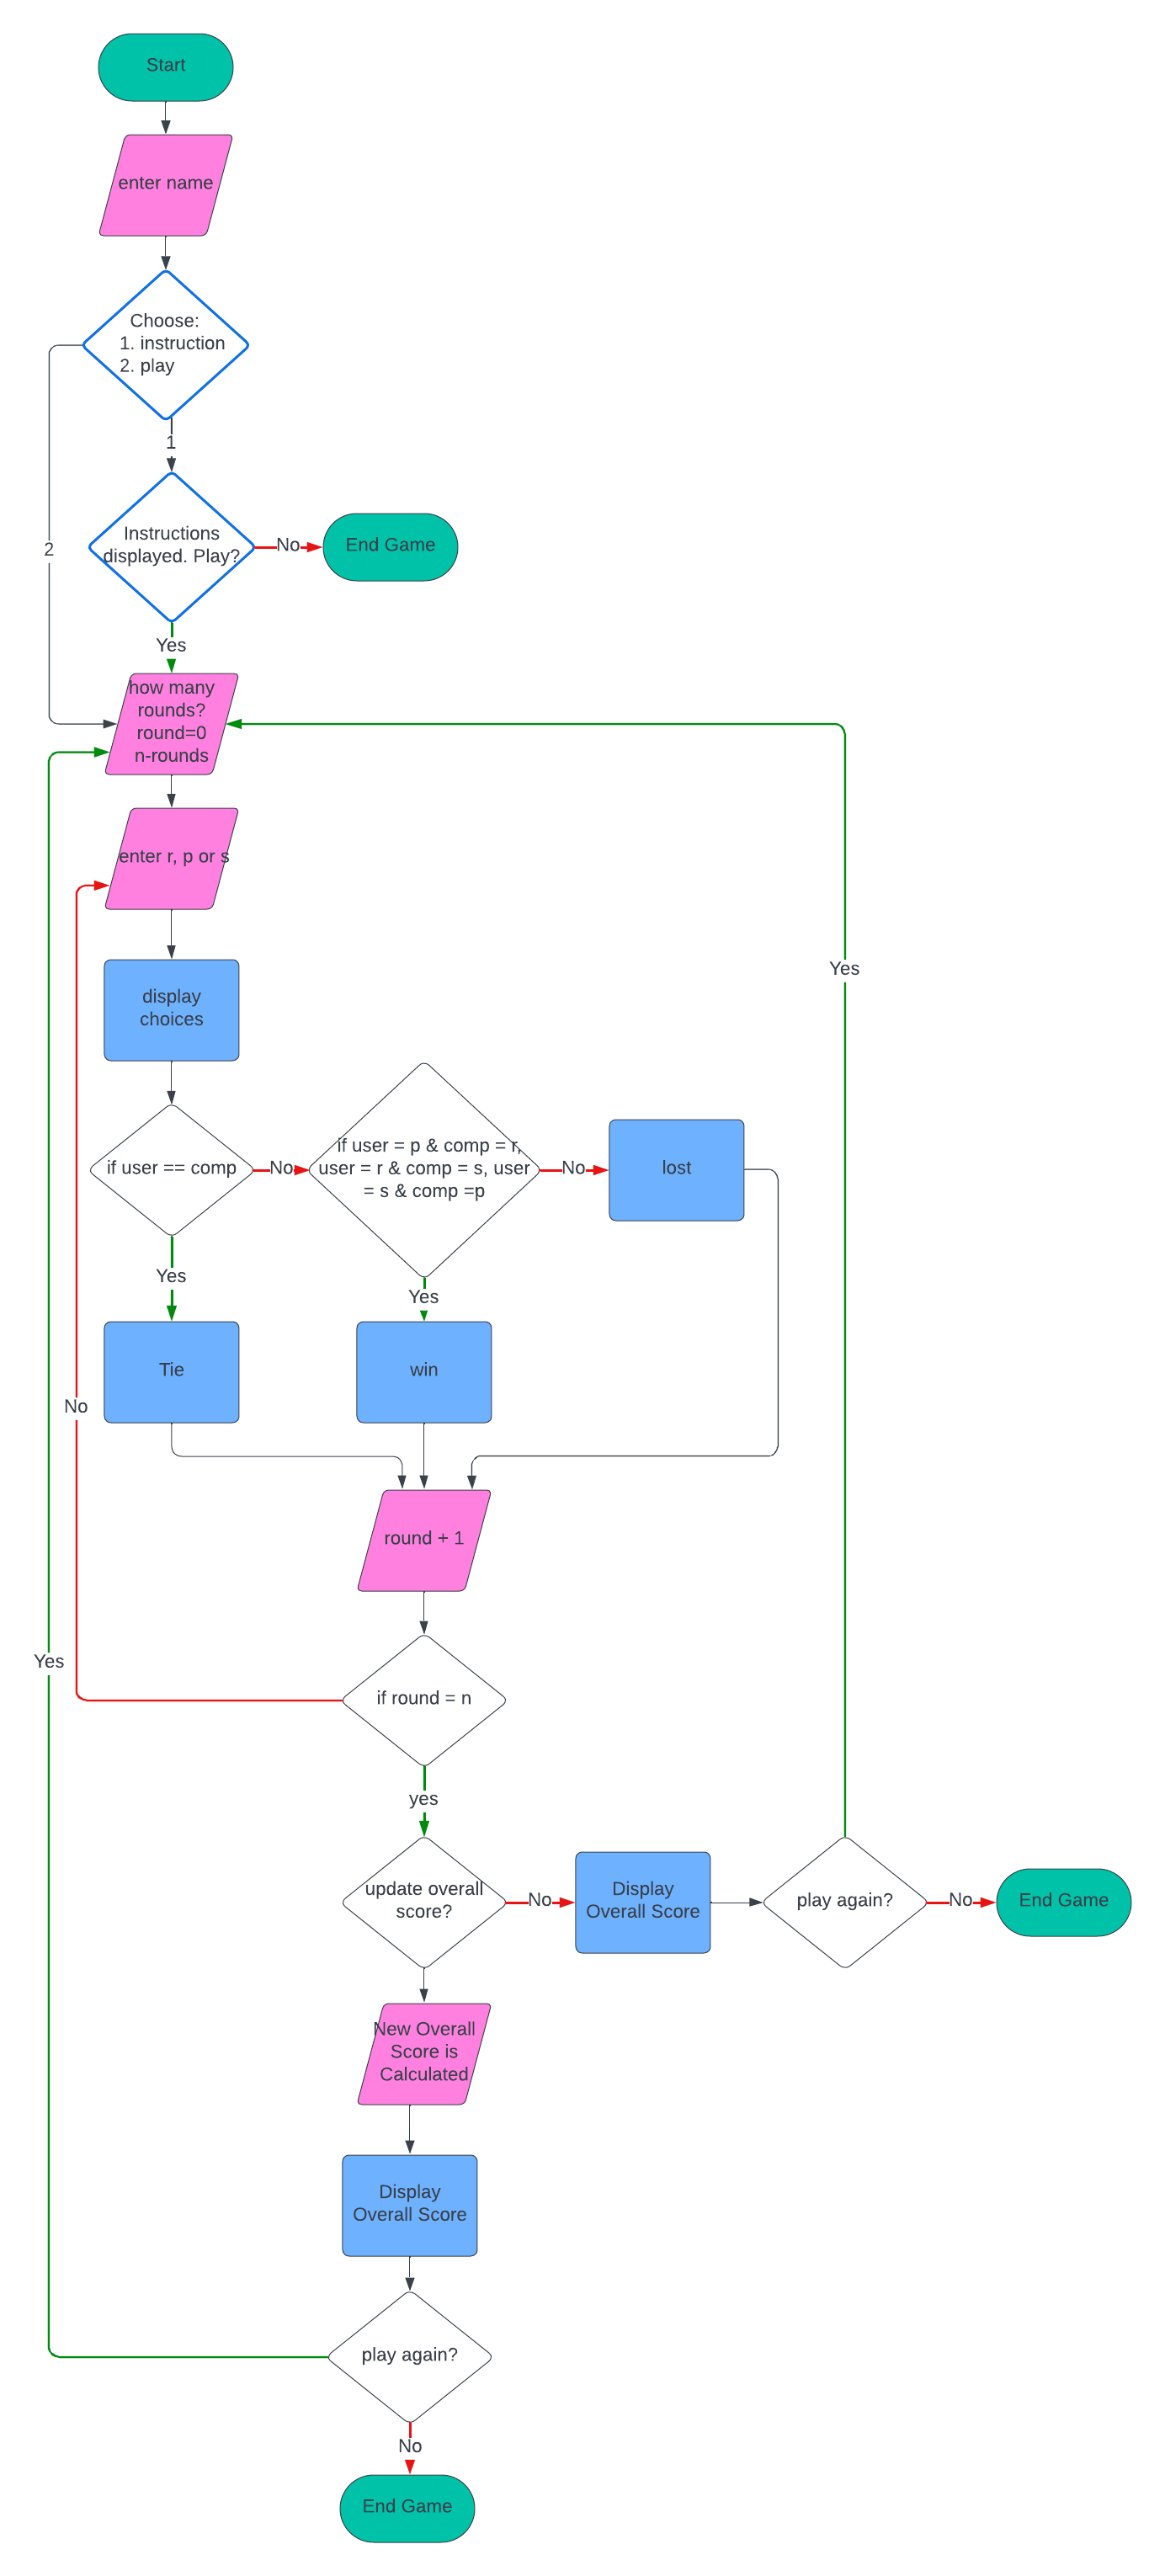 Start
enter name
Choose:
1. instruction
2. play
1
2
Instructions
displayed. Play?
No
End Game
Yes
how many
rounds?
round=0
n-rounds
enter r, p or s
display
choices
Yes
if user == comp
No
if user = p & comp = r,
user = r & comp = s, user
= s & comp =p
No
lost
Yes
Yes
Tie
win
No
round + 1
Yes
if round = n
yes
update overall
score?
No
Display
Overall Score
play again?
No
End Game
New Overall
Score is
Calculated
Display
Overall Score
play again?
No
End Game